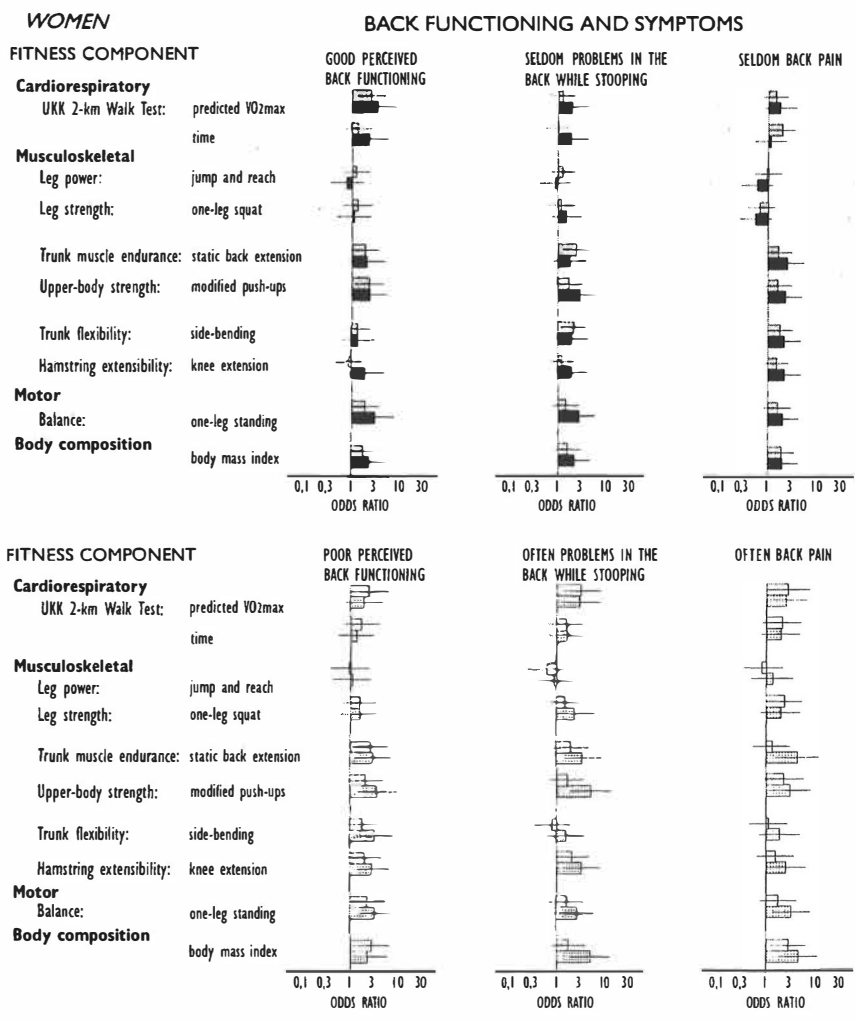 WOMEN
BACK FUNCTIONING AND SYMPTOMS
FITNESS COMPONENT
GOOD PERCEIVED
BACK FUNCTIONING
SELDOM PROBLEMS IN THE
BACK WHILE STOOPING
SELDOM BACK PAIN
Cardiorespiratory
UKK 2-km Walk Test: predicted VO2max
time
Musculoskeletal
Leg power: jump and reach
Leg strength: one-leg squat
Trunk muscle endurance: static back extension
Upper-body strength: modified push-ups
Trunk flexibility: side-bending
Hamstring extensibility: knee extension
Motor
Balance: one-leg standing
Body composition
body mass index
0,1 0,3 1 3 10 30
0,1 0,3 1 3 10 30
0,1 0,3 1 3 10 30
ODDS RATIO
ODDS RATIO
ODDS RATIO
FITNESS COMPONENT
POOR PERCEIVED
BACK FUNCTIONING
OFTEN PROBLEMS IN THE
BACK WHILE STOOPING
OFTEN BACK PAIN
Cardiorespiratory
UKK 2-km Walk Test: predicted VO2max
time
Musculoskeletal
Leg power: jump and reach
Leg strength: one-leg squat
Trunk muscle endurance: static back extension
Upper-body strength: modified push-ups
Trunk flexibility: side-bending
Hamstring extensibility: knee extension
Motor
Balance: one-leg standing
Body composition
body mass index
0,1 0,3 1 3 10 30
0,1 0,3 1 3 10 30
0,1 0,3 1 3 10 30
ODDS RATIO
ODDS RATIO
ODDS RATIO